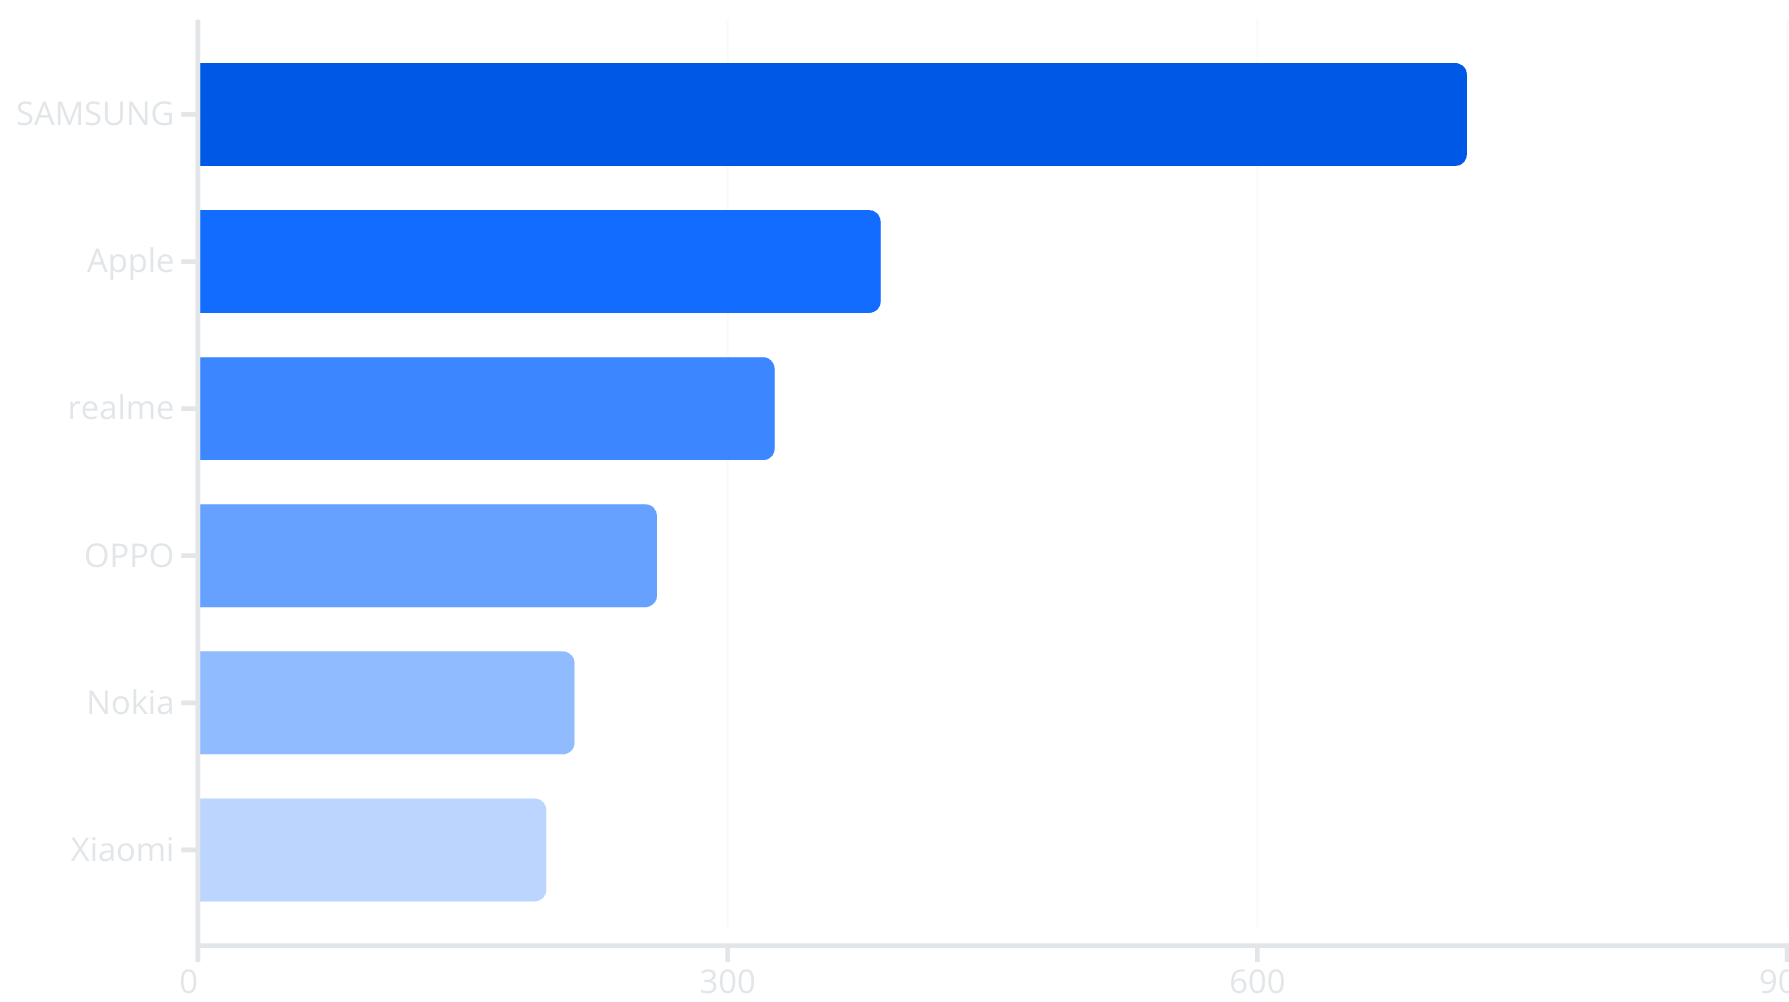 SAMSUNG
Apple
realme
OPPO
Nokia
Xiaomi
0 300 600